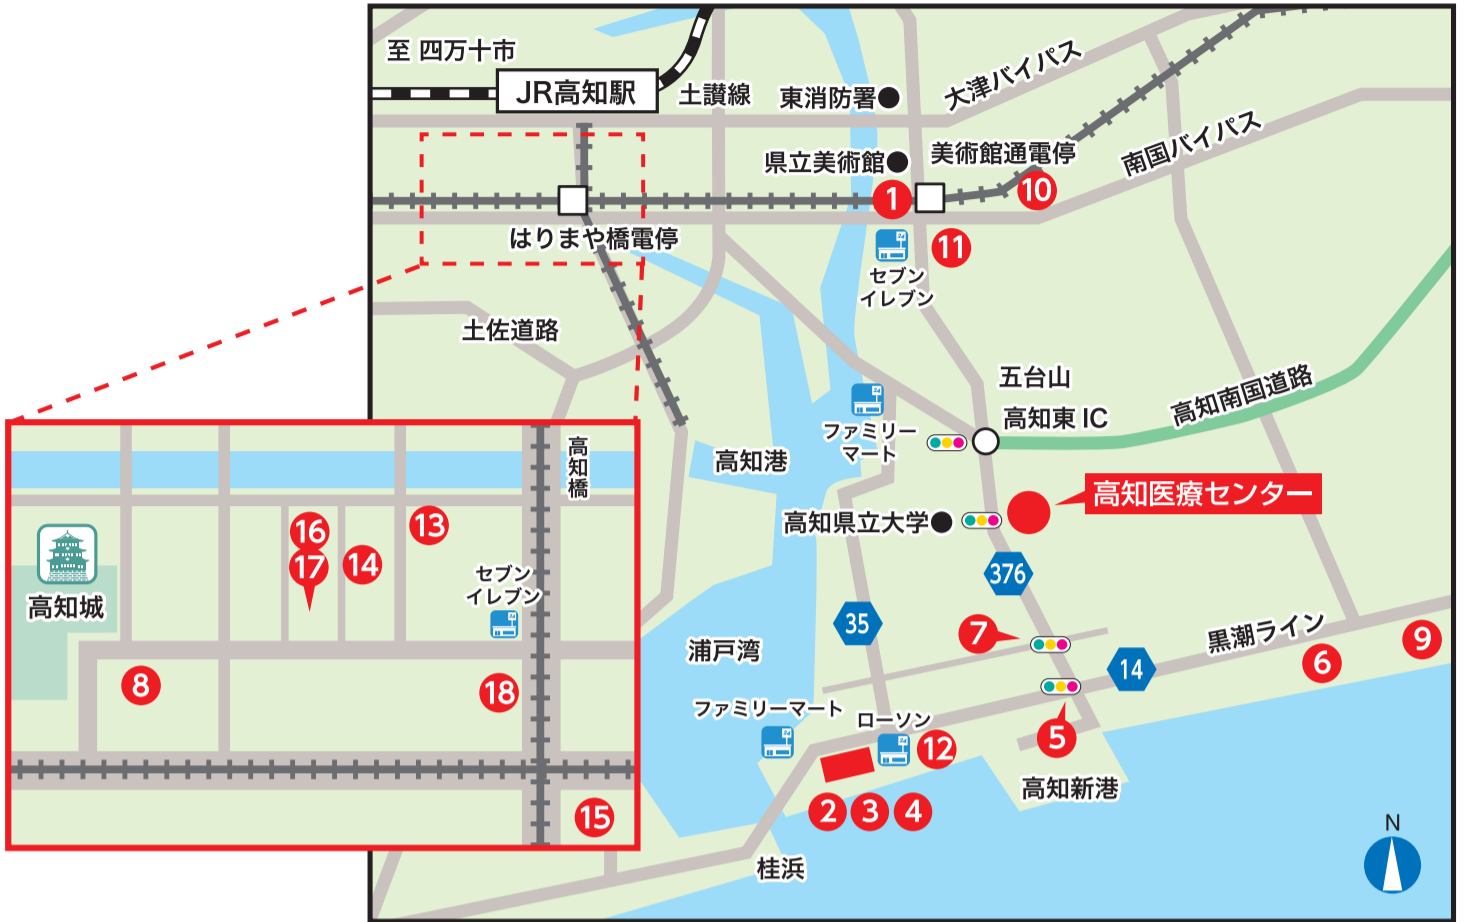 至 四万十市
JR高知駅
土讃線
東消防署
大津バイパス
県立美術館
美術館通電停
南国バイパス
1
10
はりまや橋電停
11
セブン
イレブン
土佐道路
五台山
高知南国道路
高知東 IC
ファミリー
マート
高知港
高知医療センター
高知県立大学
376
35
7
黒潮ライン
9
浦戸湾
14
6
ファミリーマート
ローソン
12
5
高知新港
2
3
4
桂浜
N
高知橋
16
13
17
14
セブン
イレブン
高知城
8
18
15